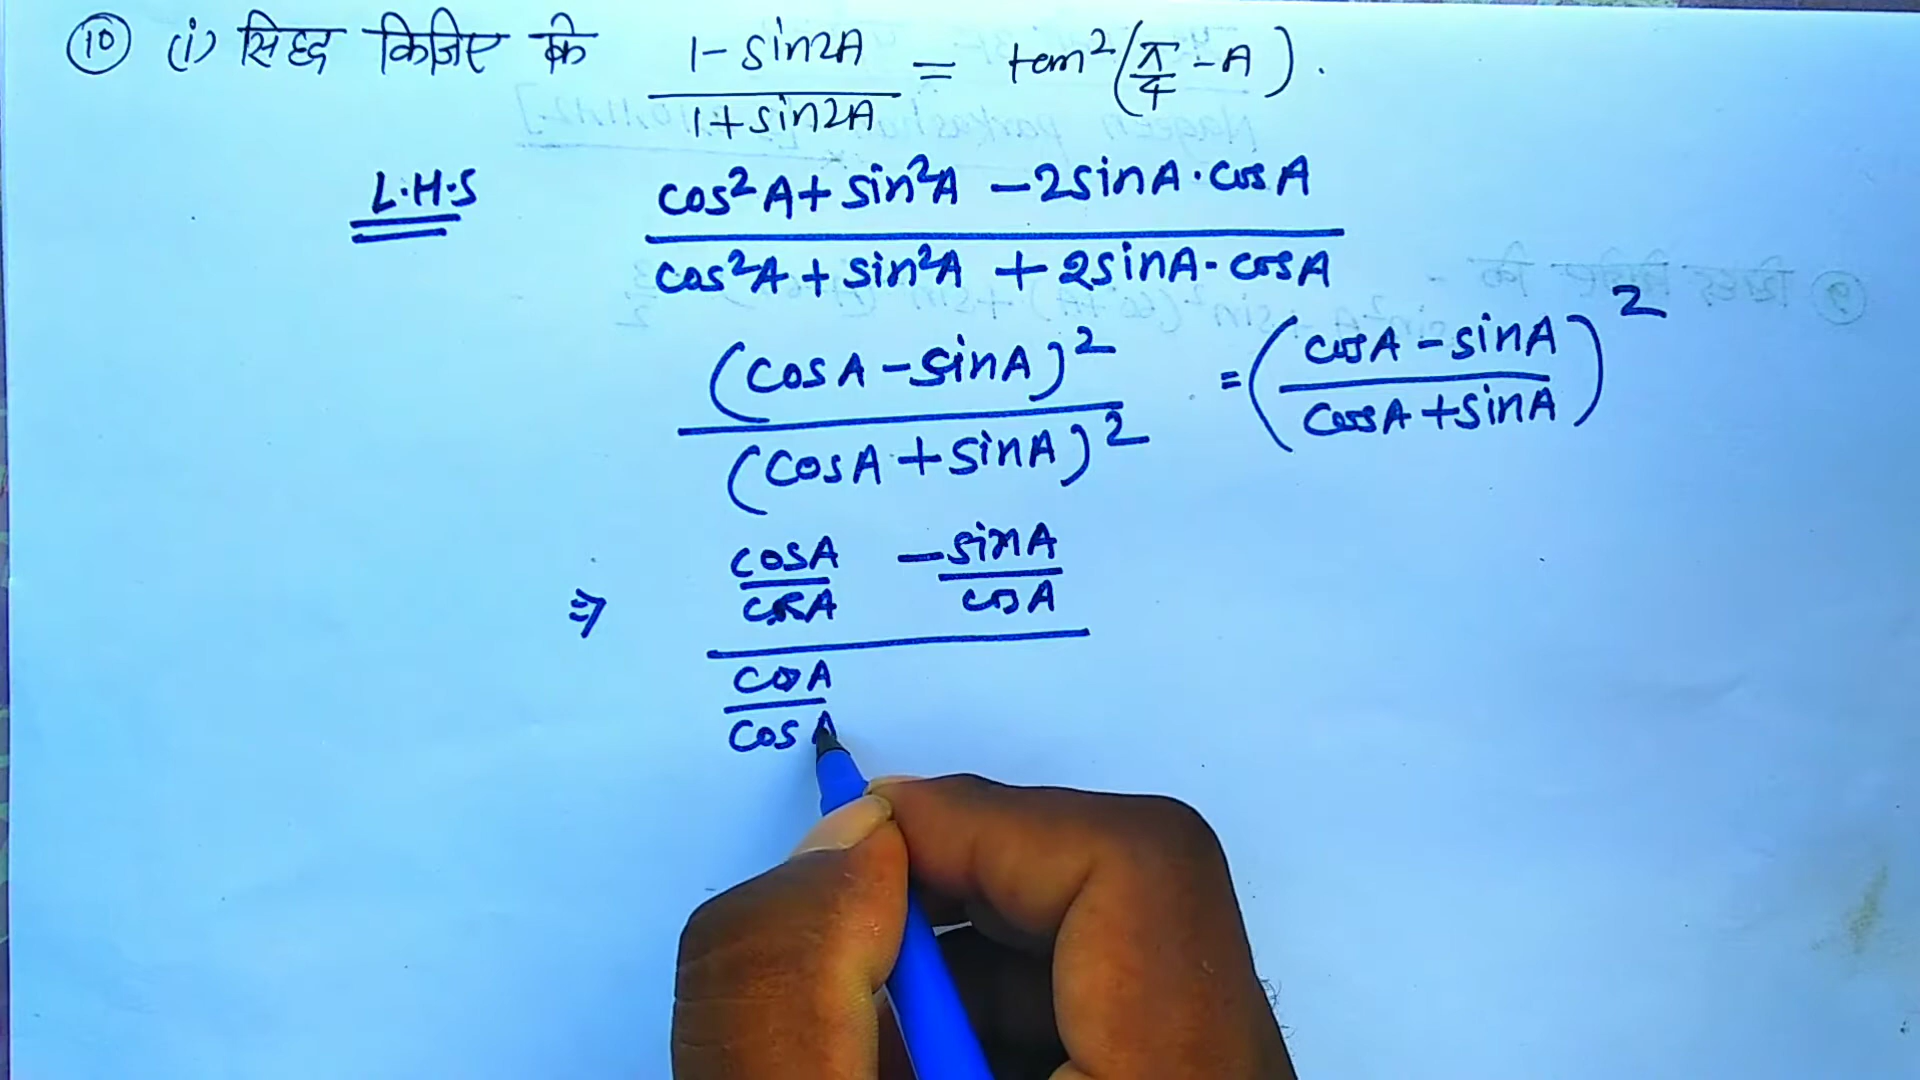 10 (i) सिद्ध किजिए कि 1- sin2A / 1+ sin2A = tan²(π/4 - A).
L.H.S cos²A + sin²A - 2sinA·cosA / cos²A + sin²A + 2sinA·cosA
(cosA - sinA)² / (cosA + sinA)² = (cosA - sinA / cosA + sinA)²
⇒ cosA/cosA - sinA/cosA
cosA/cosA